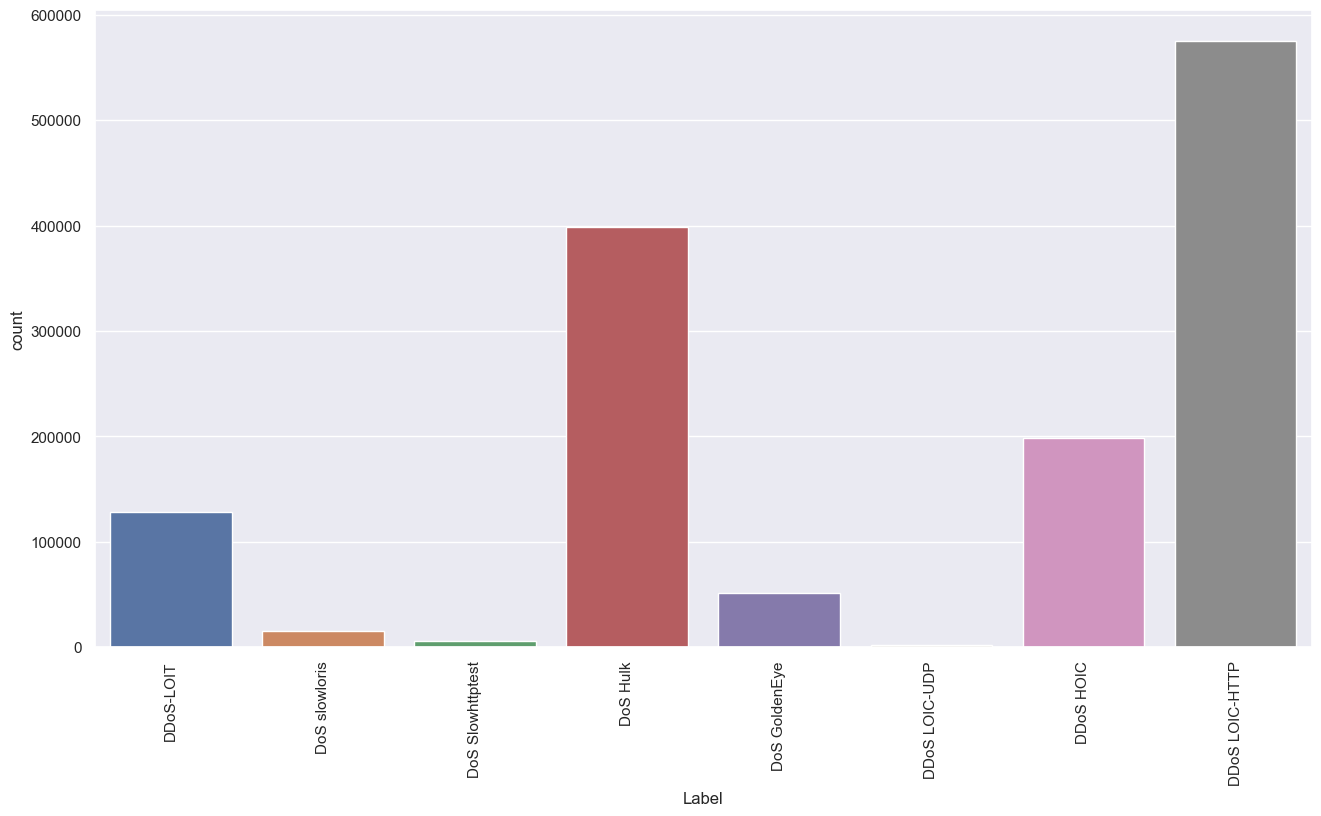 600000
500000
400000
300000
200000
100000
0
count
DDoS-LOIT
DoS slowloris
DoS Slowhttptest
DoS Hulk
DoS GoldenEye
DDoS LOIC-UDP
DDoS HOIC
DDoS LOIC-HTTP
Label